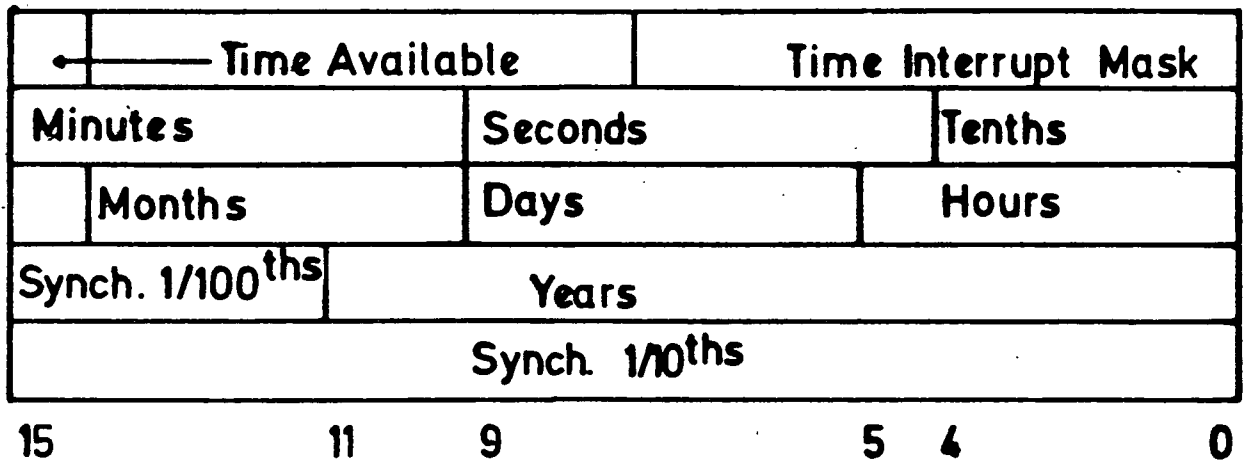 Time Available Time Interrupt Mask
Minutes Seconds Tenths
Months Days Hours
Synch. 1/100ths Years
Synch. 1/10ths
15 11 9 5 4 0